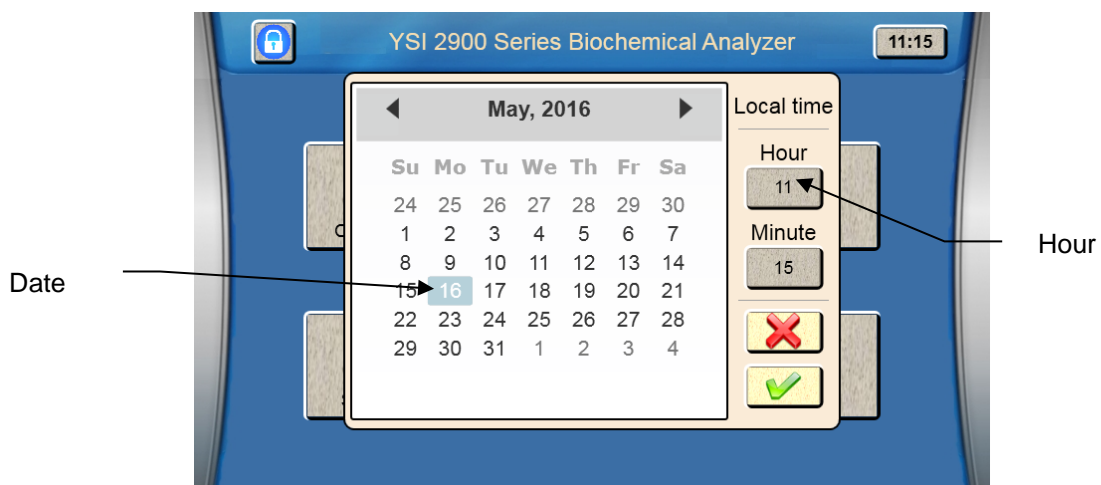 YSI 2900 Series Biochemical Analyzer
11:15
May, 2016
Su Mo Tu We Th Fr Sa
24 25 26 27 28 29 30
1 2 3 4 5 6 7
8 9 10 11 12 13 14
15 16 17 18 19 20 21
22 23 24 25 26 27 28
29 30 31 1 2 3 4
Local time
Hour
11
Minute
15
Date
Hour